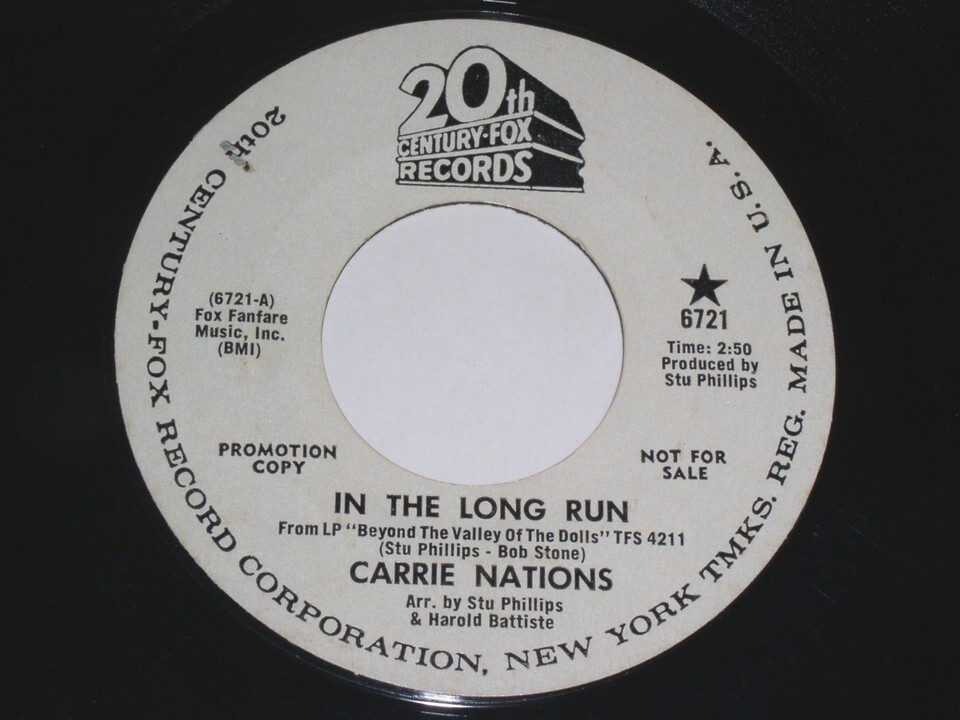 20th
CENTURY-FOX
RECORDS
20th CENTURY-FOX RECORD CORPORATION, NEW YORK TMKS. REG. MADE IN U.S.A.
(6721-A)
Fox Fanfare
Music, Inc.
(BMI)
6721
Time: 2:50
Produced by
Stu Phillips
PROMOTION
COPY
NOT FOR
SALE
IN THE LONG RUN
From LP "Beyond The Valley Of The Dolls" TFS 4211
(Stu Phillips - Bob Stone)
CARRIE NATIONS
Arr. by Stu Phillips
& Harold Battiste